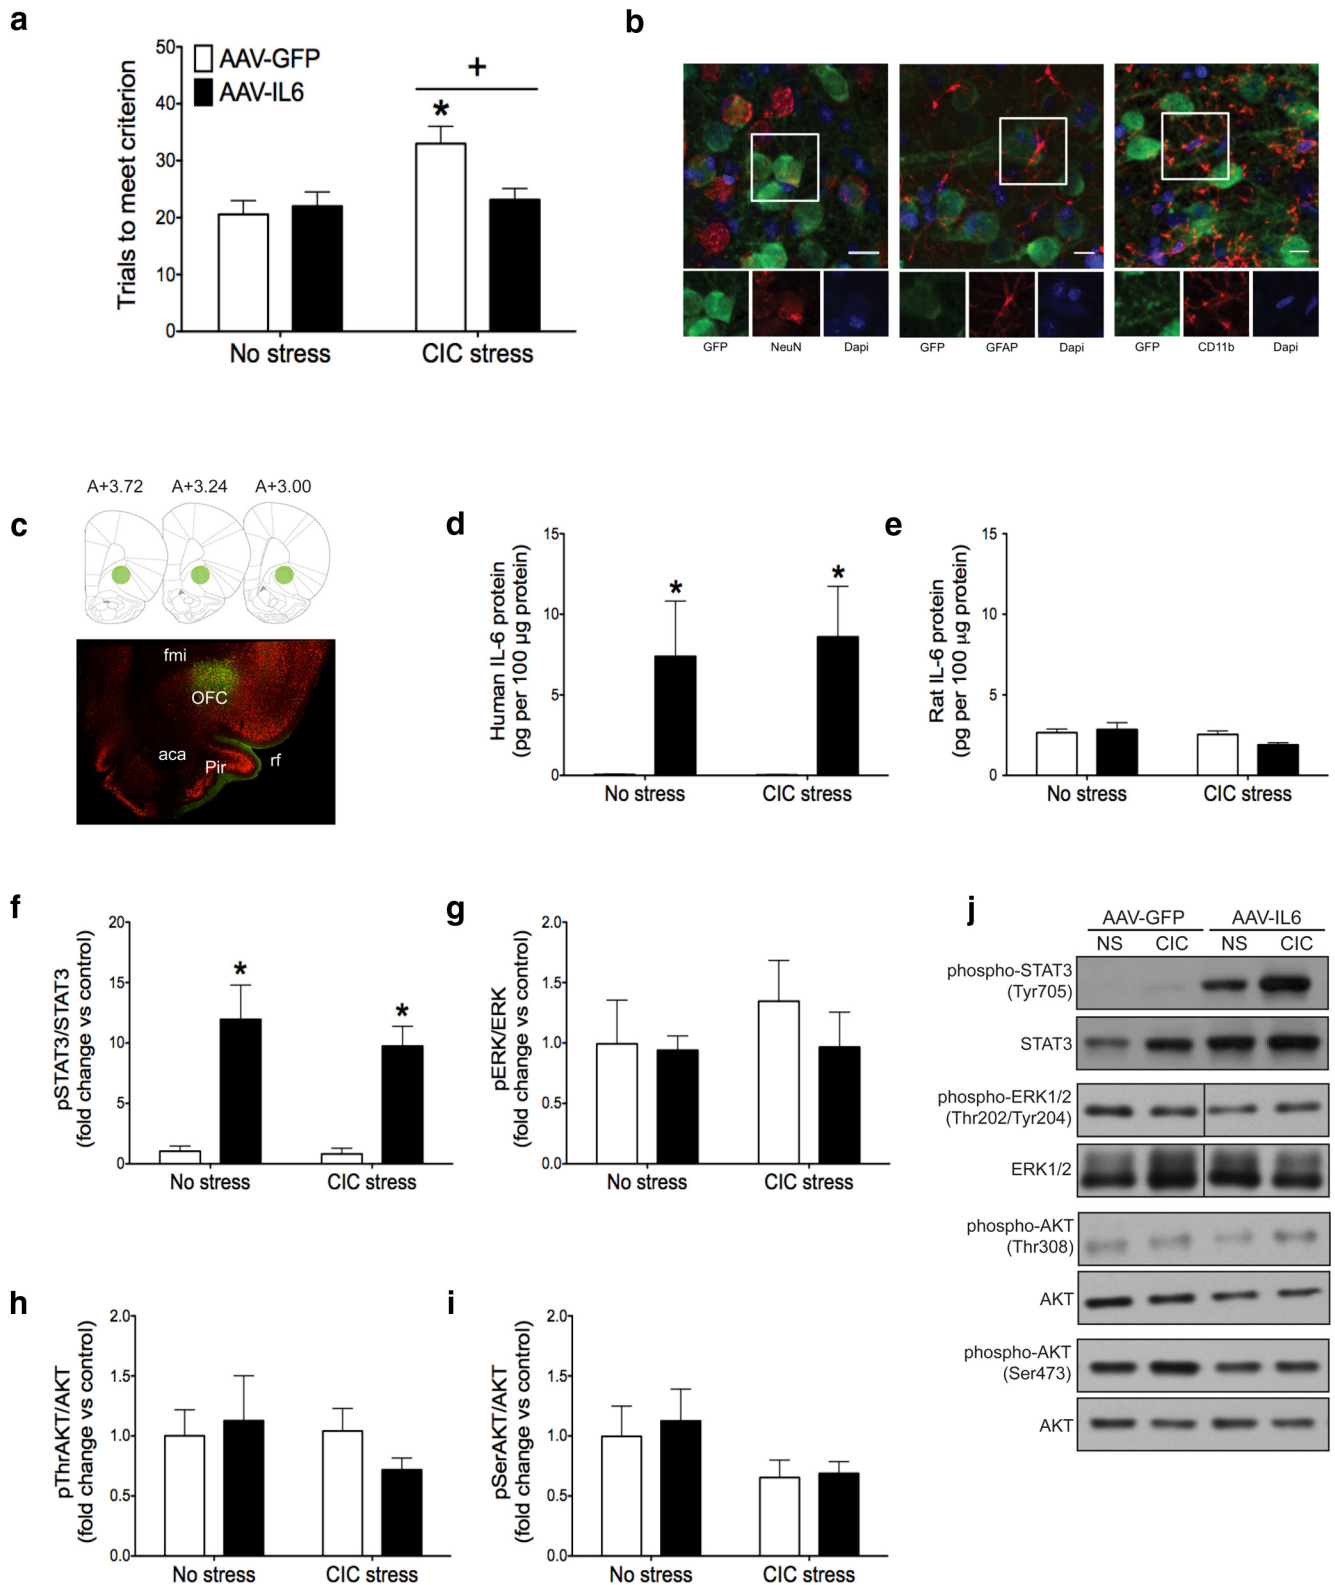 a
Trials to meet criterion
50
40
30
20
10
0
AAV-GFP
AAV-IL6
+
*
No stress
CIC stress
b
GFP
NeuN
Dapi
GFP
GFAP
Dapi
GFP
CD11b
Dapi
c
A+3.72
A+3.24
A+3.00
fmi
OFC
aca
Pir
rf
d
Human IL-6 protein
(pg per 100 µg protein)
15
10
5
0
*
*
No stress
CIC stress
e
Rat IL-6 protein
(pg per 100 µg protein)
15
10
5
0
No stress
CIC stress
f
pSTAT3/STAT3
(fold change vs control)
20
15
10
5
0
*
*
No stress
CIC stress
g
pERK/ERK
(fold change vs control)
2.0
1.5
1.0
0.5
0.0
No stress
CIC stress
h
pThrAKT/AKT
(fold change vs control)
2.0
1.5
1.0
0.5
0.0
No stress
CIC stress
i
pSerAKT/AKT
(fold change vs control)
2.0
1.5
1.0
0.5
0.0
No stress
CIC stress
j
AAV-GFP
AAV-IL6
NS
CIC
NS
CIC
phospho-STAT3
(Tyr705)
STAT3
phospho-ERK1/2
(Thr202/Tyr204)
ERK1/2
phospho-AKT
(Thr308)
AKT
phospho-AKT
(Ser473)
AKT